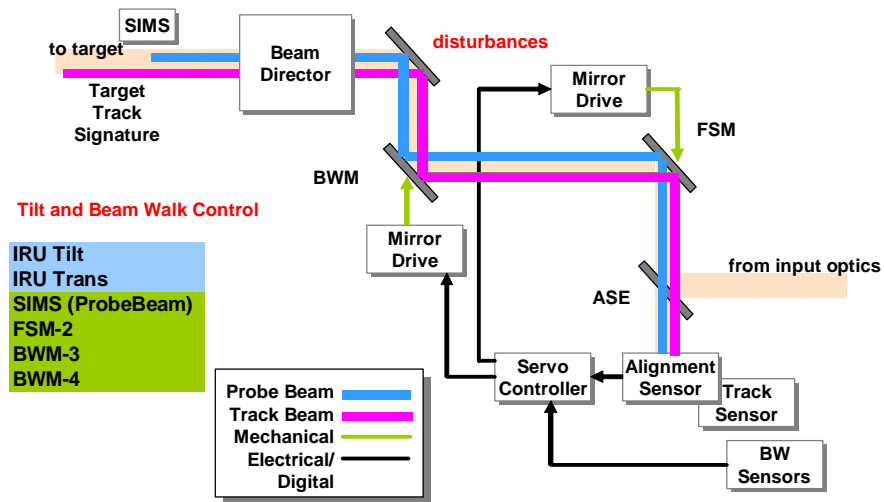 SIMS
to target
Beam
Director
disturbances
Target
Track
Signature
Mirror
Drive
FSM
BWM
Tilt and Beam Walk Control
Mirror
Drive
IRU Tilt
IRU Trans
SIMS (ProbeBeam)
FSM-2
BWM-3
BWM-4
from input optics
ASE
Servo
Controller
Alignment
Sensor
Track
Sensor
BW
Sensors
Probe Beam
Track Beam
Mechanical
Electrical/
Digital